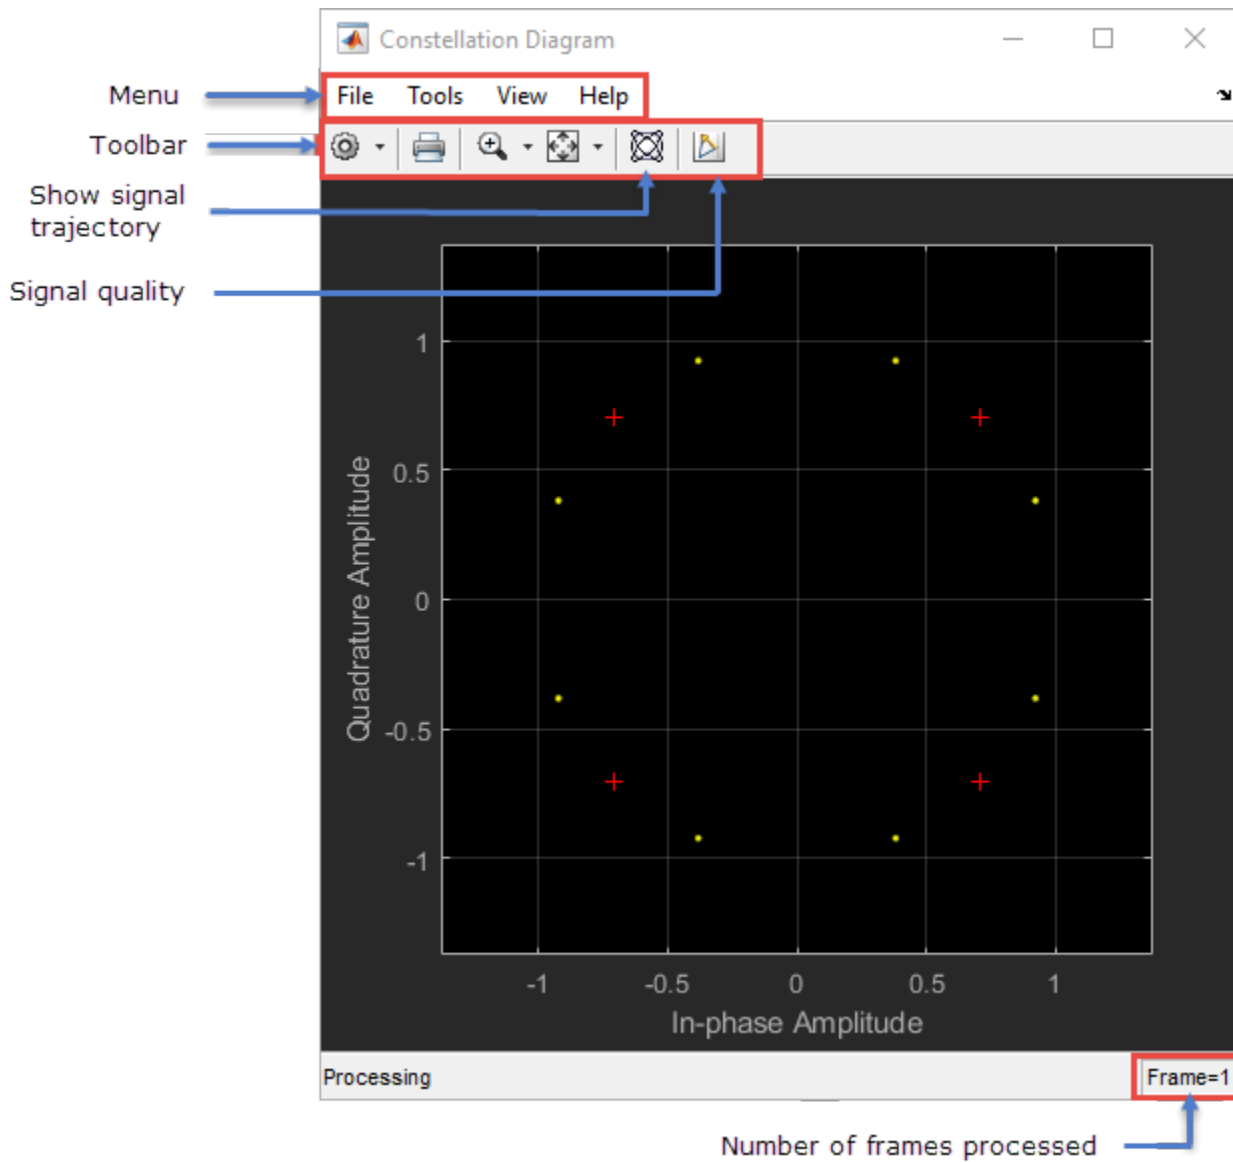 Constellation Diagram
Menu
File Tools View Help
Toolbar
Show signal
trajectory
Signal quality
1
0.5
0
-0.5
-1
Quadrature Amplitude
-1 -0.5 0 0.5 1
In-phase Amplitude
Processing
Frame=1
Number of frames processed